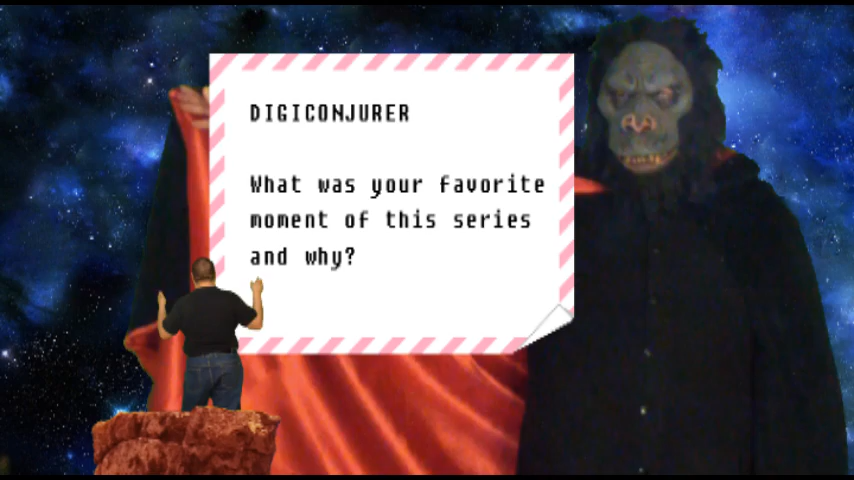 DIGICONJURER
What was your favorite
moment of this series
and why?